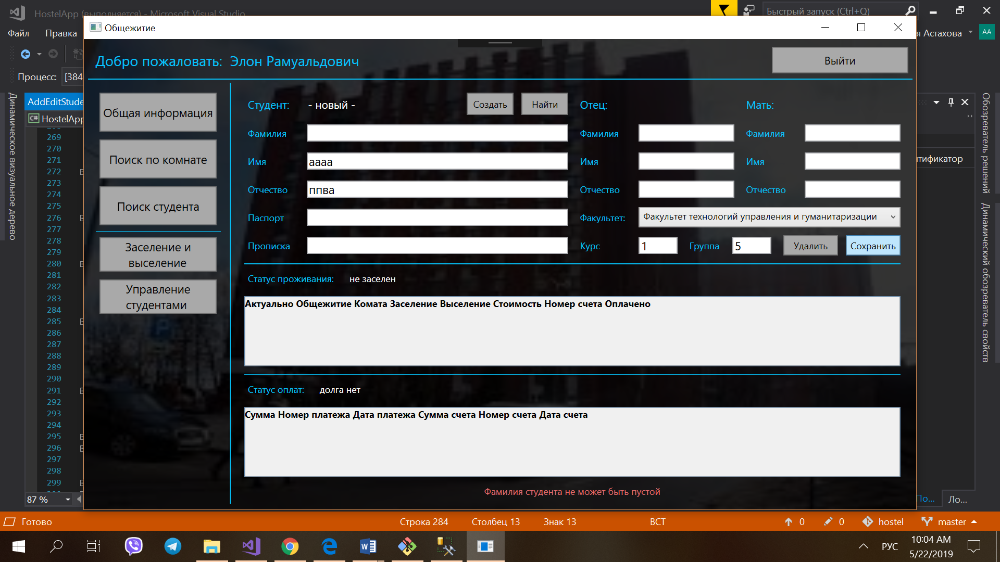 HostelApp (выполняется) - Microsoft Visual Studio
Быстрый запуск (Ctrl+Q)
Файл
Правка
я Астахова
AA
Процесс:
[384
Динамическое визуальное дерево
AddEditStude
C#
HostelApp
269
270
271
272
273
274
275
276
277
278
279
280
281
282
283
284
285
286
287
288
289
290
291
292
293
294
295
296
297
298
299
87 %
Общежитие
Добро пожаловать: Элон Рамуальдович
Выйти
Общая информация
Поиск по комнате
Поиск студента
Заселение и
выселение
Управление
студентами
Студент:
- новый -
Создать
Найти
Отец:
Мать:
Фамилия
Фамилия
Фамилия
Имя
аааа
Имя
Имя
Отчество
ппва
Отчество
Отчество
Паспорт
Факультет:
Факультет технологий управления и гуманитаризации
Прописка
Курс
1
Группа
5
Удалить
Сохранить
Статус проживания:
не заселен
Актуально Общежитие Комата Заселение Выселение Стоимость Номер счета Оплачено
Статус оплат:
долга нет
Сумма Номер платежа Дата платежа Сумма счета Номер счета Дата счета
Фамилия студента не может быть пустой
тификатор
Обозреватель решений
Динамический обозреватель свойств
По...
Ло...
Готово
Строка 284
Столбец 13
Знак 13
ВСТ
0
0
hostel
master
РУС
10:04 AM
5/22/2019